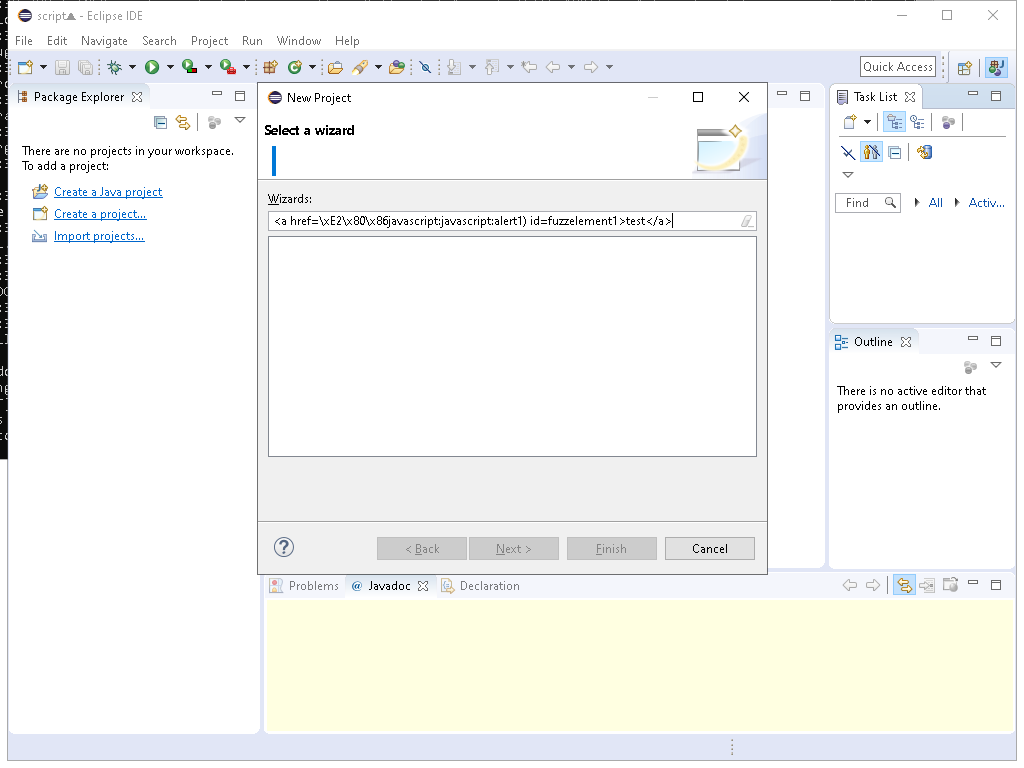 script▲ - Eclipse IDE
File Edit Navigate Search Project Run Window Help
Quick Access
Package Explorer
There are no projects in your workspace.
To add a project:
Create a Java project
Create a project...
Import projects...
New Project
Select a wizard
Wizards:
<a href=\xE2\x80\x86javascript:javascript:alert1) id=fuzzelement1>test</a>
< Back Next > Finish Cancel
Task List
Find All Activ...
Outline
There is no active editor that
provides an outline.
Problems @ Javadoc Declaration